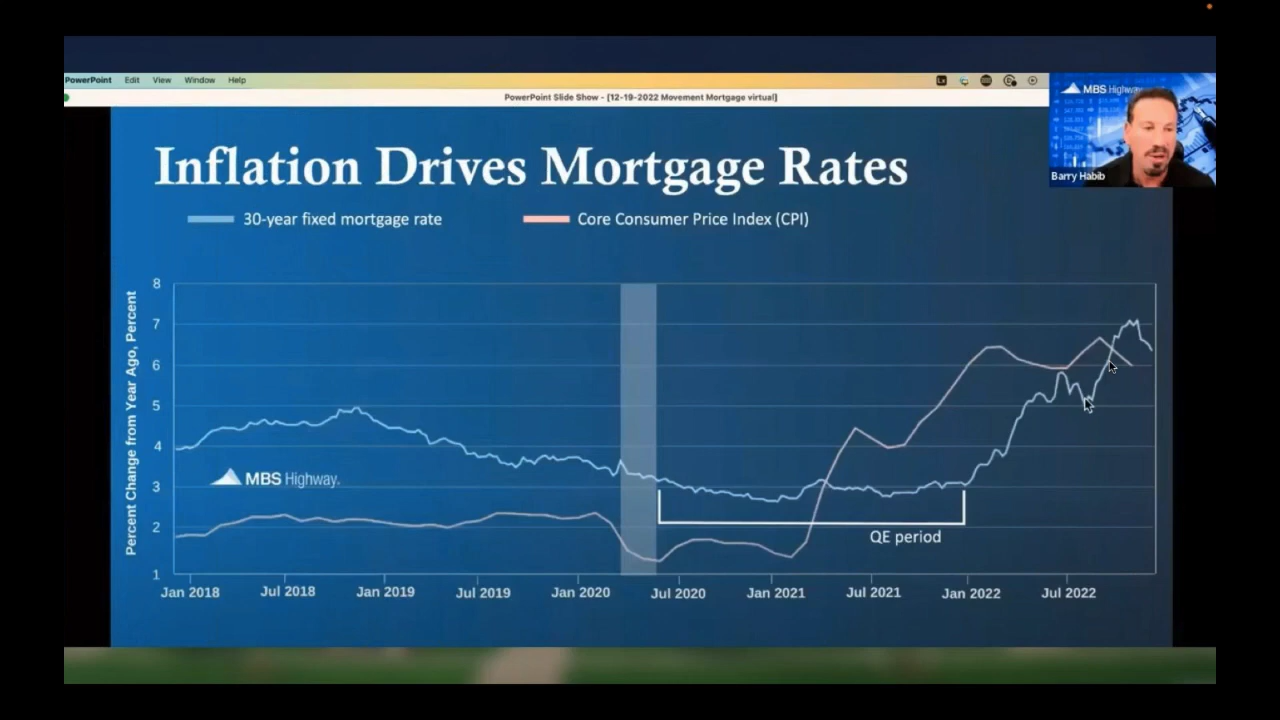 PowerPoint Edit View Window Help
PowerPoint Slide Show - [12-19-2022 Movement Mortgage virtual]
MBS Highway
Barry Habib
Inflation Drives Mortgage Rates
30-year fixed mortgage rate
Core Consumer Price Index (CPI)
Percent Change from Year Ago, Percent
8
7
6
5
4
3
2
1
MBS Highway.
QE period
Jan 2018 Jul 2018 Jan 2019 Jul 2019 Jan 2020 Jul 2020 Jan 2021 Jul 2021 Jan 2022 Jul 2022